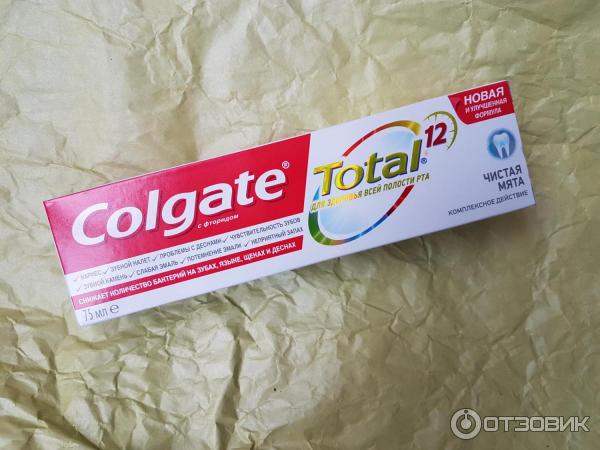 Colgate®
с фторидом
✓ КАРИЕС ✓ ЗУБНОЙ НАЛЕТ ✓ ПРОБЛЕМЫ С ДЕСНАМИ ✓ ЧУВСТВИТЕЛЬНОСТЬ ЗУБОВ
✓ ЗУБНОЙ КАМЕНЬ ✓ СЛАБАЯ ЭМАЛЬ ✓ ПОТЕМНЕНИЕ ЭМАЛИ ✓ НЕПРИЯТНЫЙ ЗАПАХ
СНИЖАЕТ КОЛИЧЕСТВО БАКТЕРИЙ НА ЗУБАХ, ЯЗЫКЕ, ЩЕКАХ И ДЕСНАХ
75 МЛ ℮
Total®12
ДЛЯ ЗДОРОВЬЯ ВСЕЙ ПОЛОСТИ РТА
НОВАЯ
И УЛУЧШЕННАЯ
ФОРМУЛА
ЧИСТАЯ
МЯТА
КОМПЛЕКСНОЕ ДЕЙСТВИЕ
ОТЗОВИК